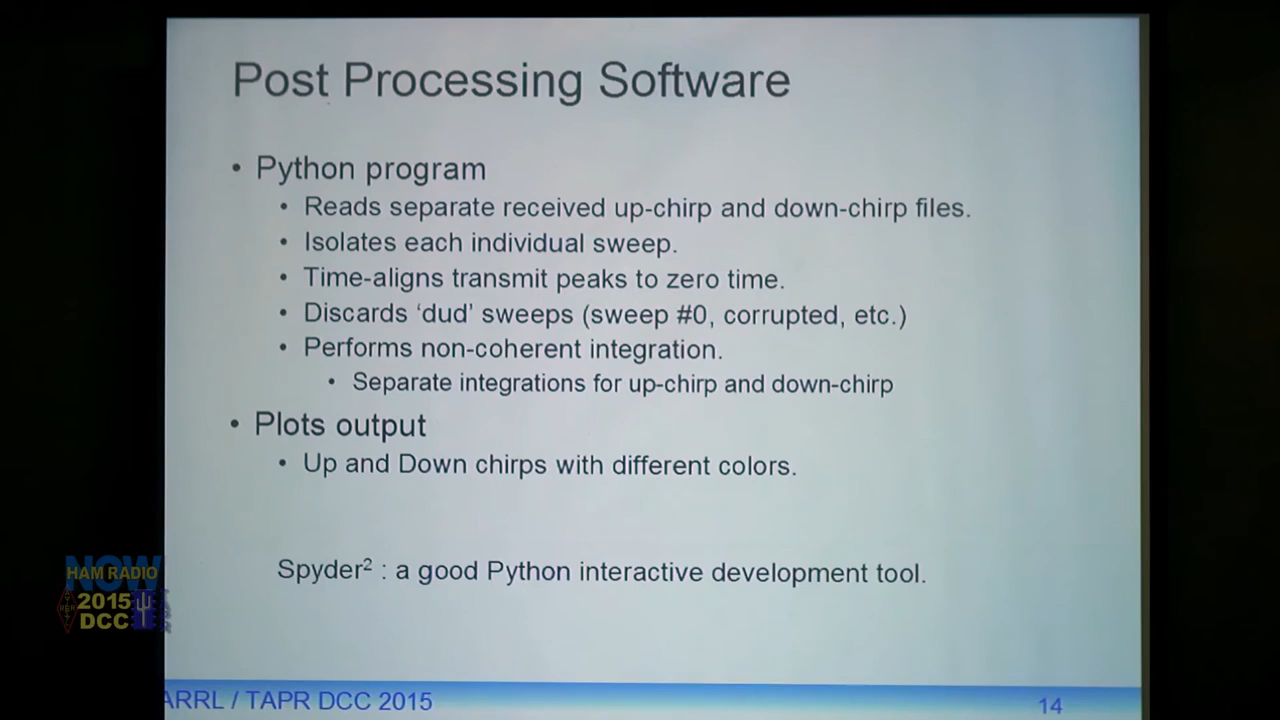 Post Processing Software
• Python program
• Reads separate received up-chirp and down-chirp files.
• Isolates each individual sweep.
• Time-aligns transmit peaks to zero time.
• Discards ‘dud’ sweeps (sweep #0, corrupted, etc.)
• Performs non-coherent integration.
• Separate integrations for up-chirp and down-chirp
• Plots output
• Up and Down chirps with different colors.
Spyder² : a good Python interactive development tool.
NOW
HAM RADIO
2015
DCC
ARRL / TAPR DCC 2015
14